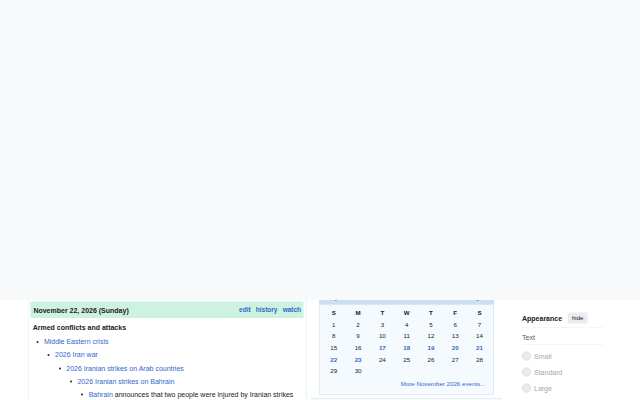 November 22, 2026 (Sunday) edit history watch
Armed conflicts and attacks
• Middle Eastern crisis
• 2026 Iran war
• 2026 Iranian strikes on Arab countries
• 2026 Iranian strikes on Bahrain
• Bahrain announces that two people were injured by Iranian strikes
S M T W T F S
1 2 3 4 5 6 7
8 9 10 11 12 13 14
15 16 17 18 19 20 21
22 23 24 25 26 27 28
29 30
More November 2026 events...
Appearance hide
Text
Small
Standard
Large